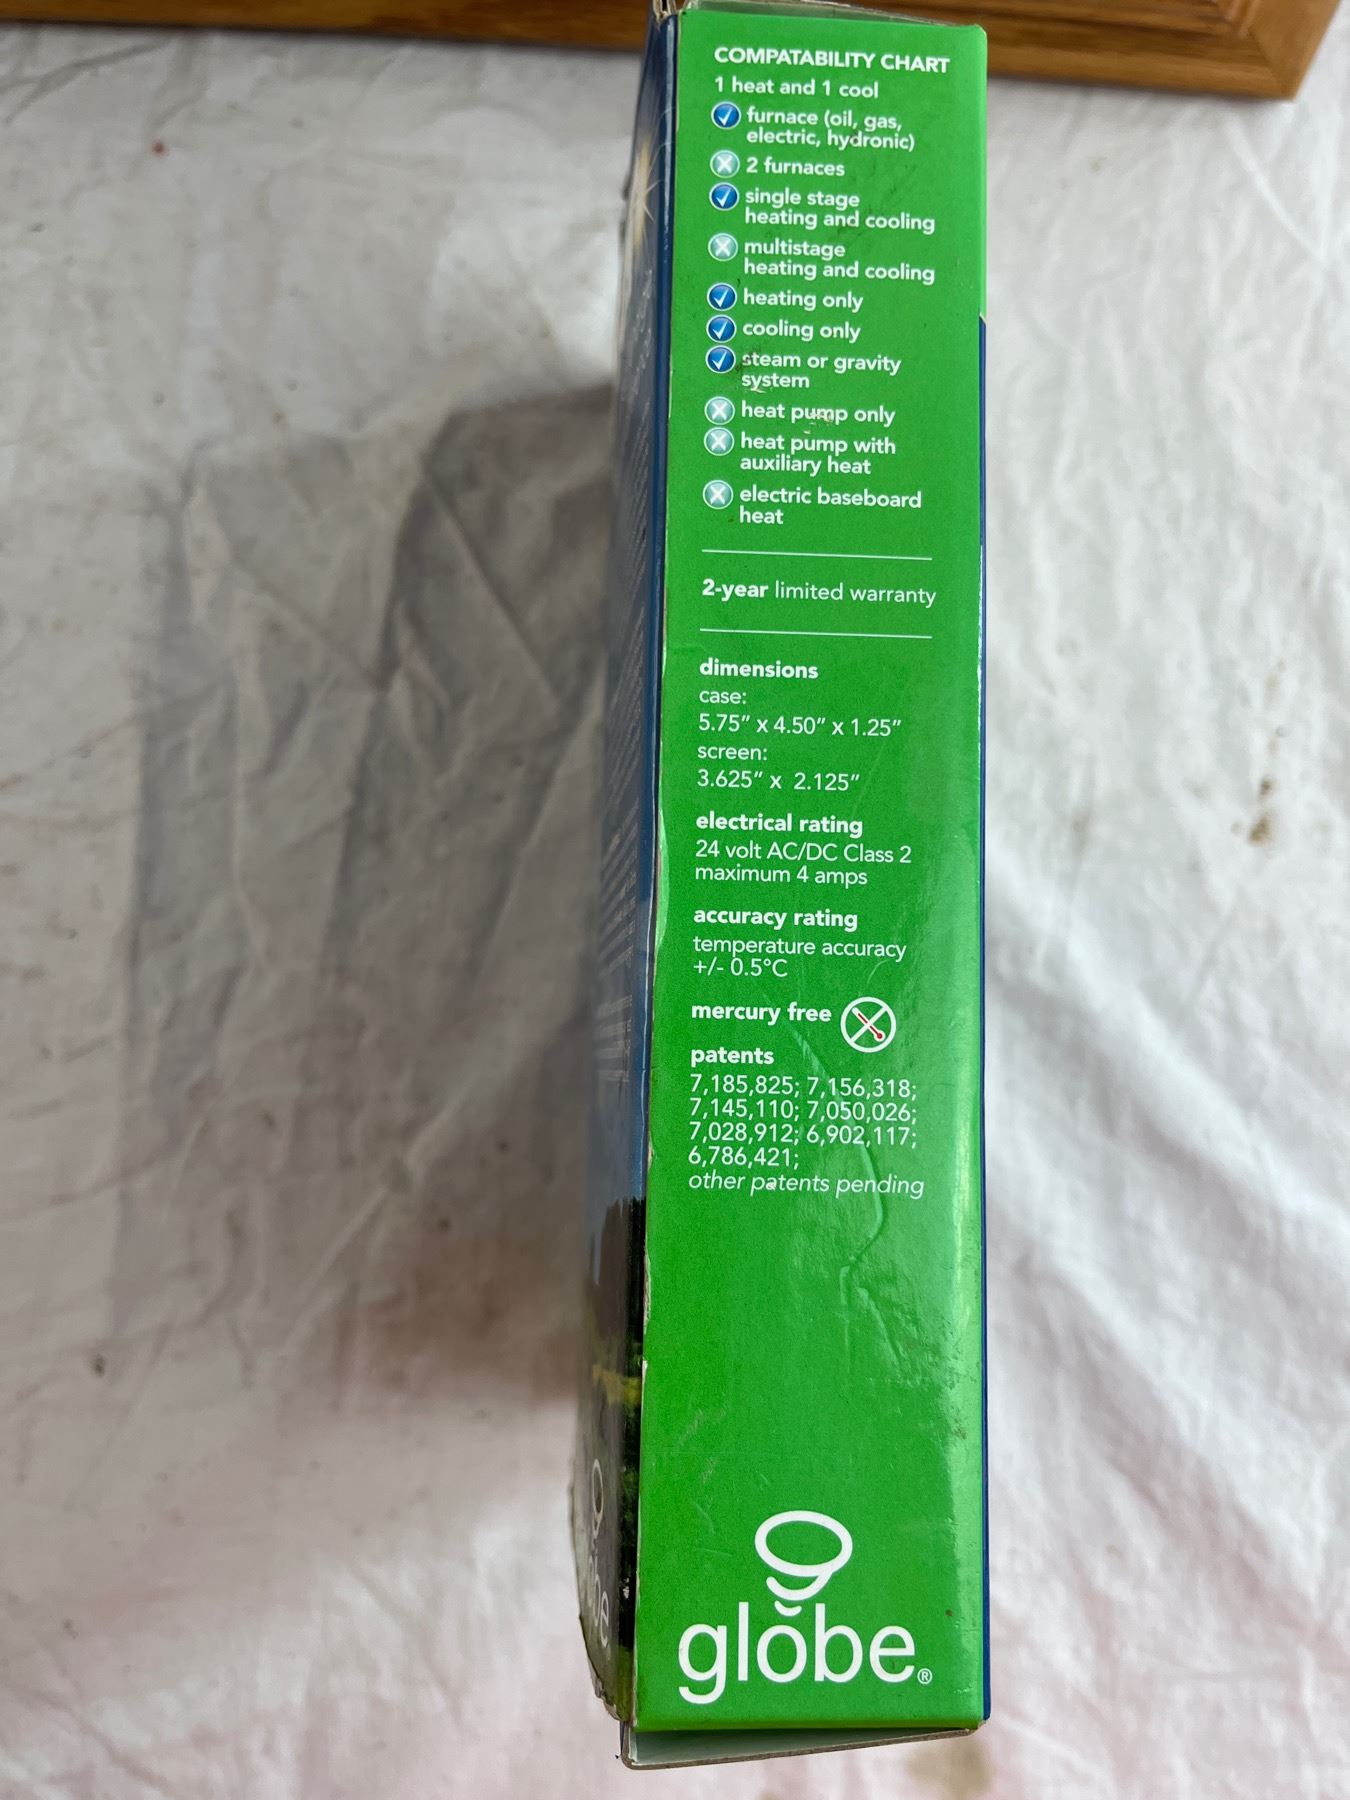 COMPATABILITY CHART
1 heat and 1 cool
furnace (oil, gas,
electric, hydronic)
2 furnaces
single stage
heating and cooling
multistage
heating and cooling
heating only
cooling only
steam or gravity
system
heat pump only
heat pump with
auxiliary heat
electric baseboard
heat
2-year limited warranty
dimensions
case:
5.75" x 4.50" x 1.25"
screen:
3.625" x 2.125"
electrical rating
24 volt AC/DC Class 2
maximum 4 amps
accuracy rating
temperature accuracy
+/- 0.5°C
mercury free
patents
7,185,825; 7,156,318;
7,145,110; 7,050,026;
7,028,912; 6,902,117;
6,786,421;
other patents pending
globe®